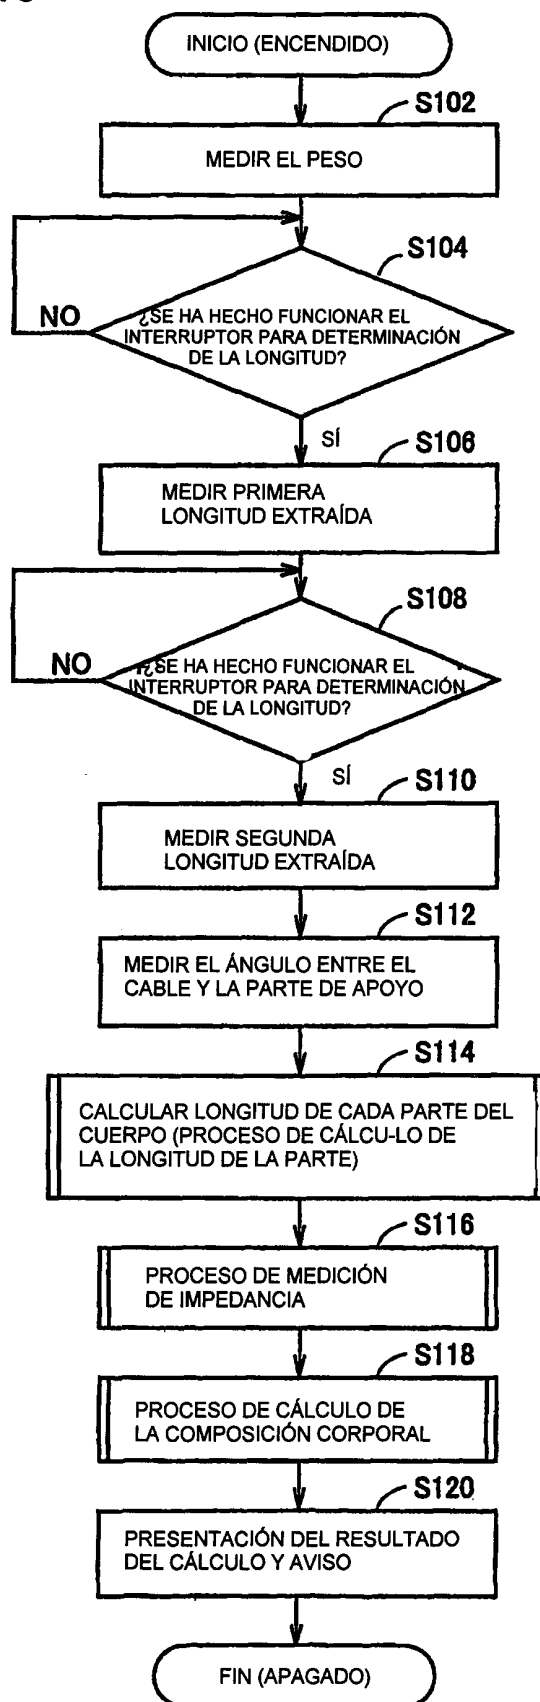 INICIO (ENCENDIDO)
S102
MEDIR EL PESO
S104
NO
¿SE HA HECHO FUNCIONAR EL
INTERRUPTOR PARA DETERMINACIÓN
DE LA LONGITUD?
SÍ
S106
MEDIR PRIMERA
LONGITUD EXTRAÍDA
S108
NO
¿SE HA HECHO FUNCIONAR EL
INTERRUPTOR PARA DETERMINACIÓN
DE LA LONGITUD?
SÍ
S110
MEDIR SEGUNDA
LONGITUD EXTRAÍDA
S112
MEDIR EL ÁNGULO ENTRE EL
CABLE Y LA PARTE DE APOYO
S114
CALCULAR LONGITUD DE CADA PARTE DEL
CUERPO (PROCESO DE CÁLCU-LO DE
LA LONGITUD DE LA PARTE)
S116
PROCESO DE MEDICIÓN
DE IMPEDANCIA
S118
PROCESO DE CÁLCULO DE
LA COMPOSICIÓN CORPORAL
S120
PRESENTACIÓN DEL RESULTADO
DEL CÁLCULO Y AVISO
FIN (APAGADO)